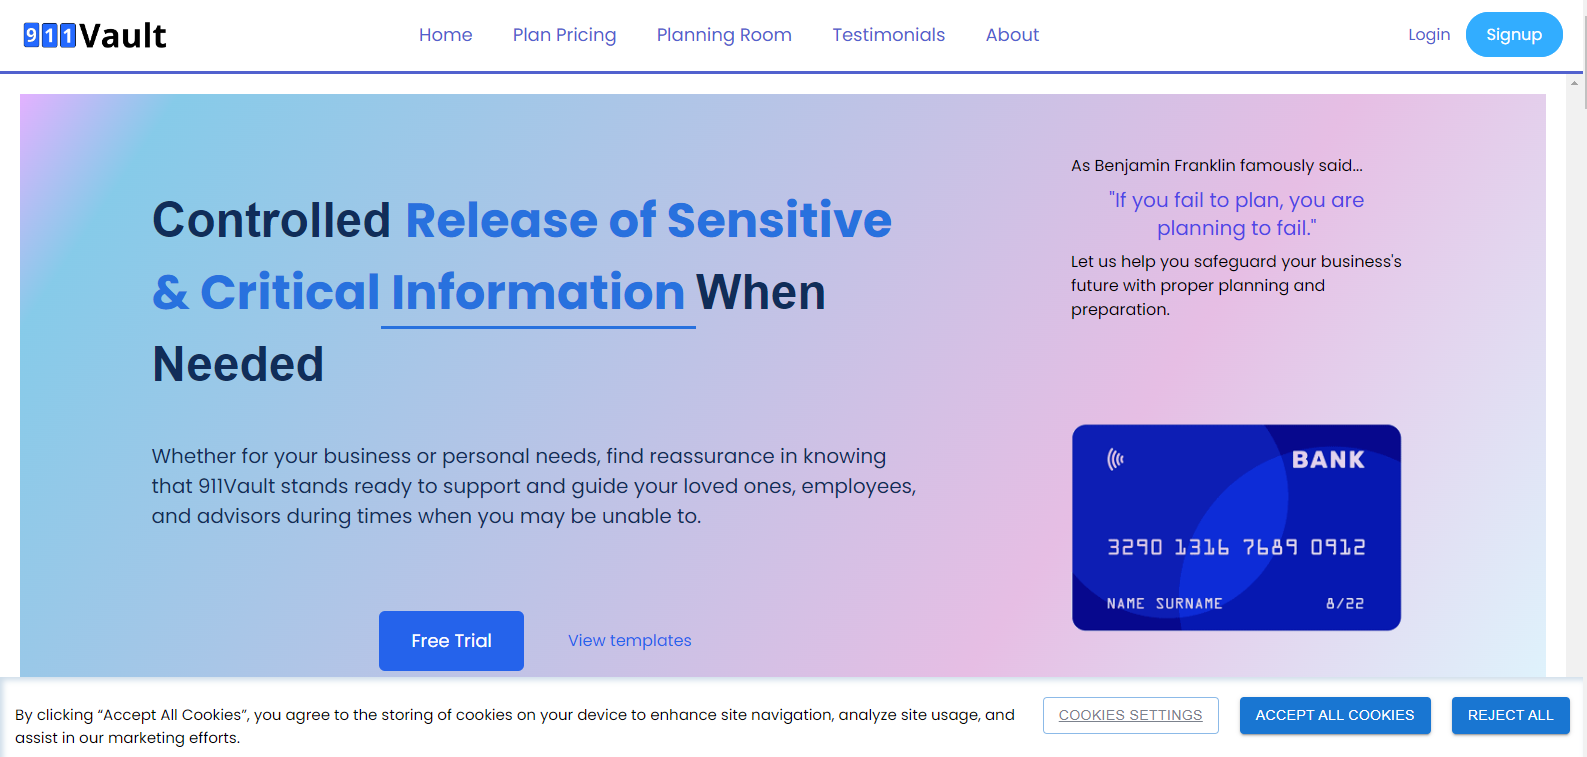 911Vault
Home Plan Pricing Planning Room Testimonials About
Login Signup
Controlled Release of Sensitive
& Critical Information When
Needed
Whether for your business or personal needs, find reassurance in knowing
that 911Vault stands ready to support and guide your loved ones, employees,
and advisors during times when you may be unable to.
Free Trial View templates
As Benjamin Franklin famously said...
"If you fail to plan, you are
planning to fail."
Let us help you safeguard your business's
future with proper planning and
preparation.
BANK
3290 1316 7689 0912
NAME SURNAME 8/22
By clicking “Accept All Cookies”, you agree to the storing of cookies on your device to enhance site navigation, analyze site usage, and
assist in our marketing efforts.
COOKIES SETTINGS ACCEPT ALL COOKIES REJECT ALL